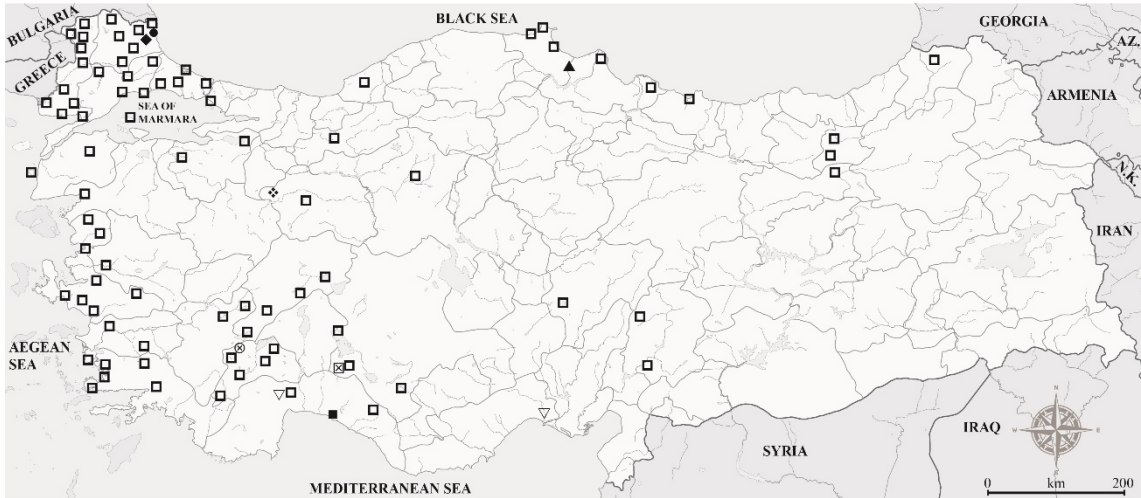 BULGARIA
BLACK SEA
GEORGIA
AZ.
GREECE
ARMENIA
SEA OF
MARMARA
N.K.
IRAN
AEGEAN
SEA
N
W
E
S
IRAQ
SYRIA
MEDITERRANEAN SEA
0 km 200